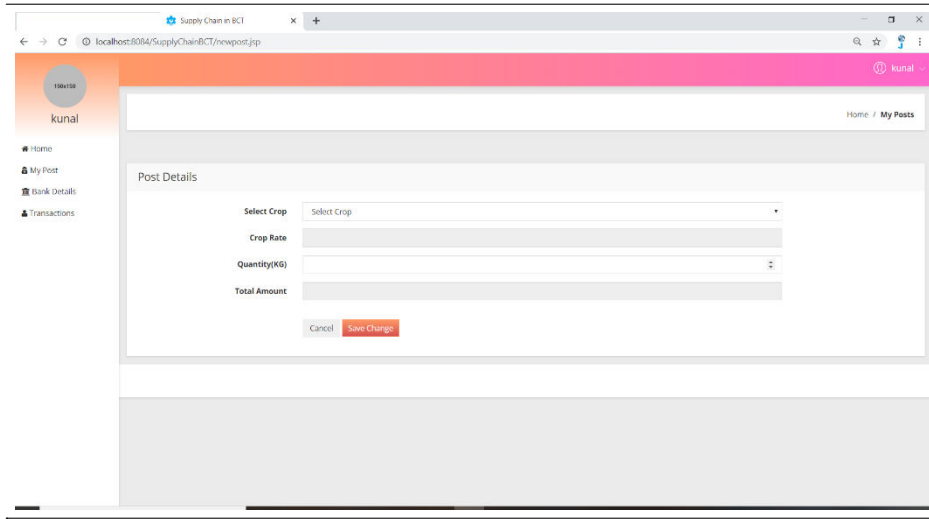 Supply Chain in BCT
localhost:8084/SupplyChainBCT/newpost.jsp
kunal
150x150
kunal
Home / My Posts
Home
My Post
Bank Details
Transactions
Post Details
Select Crop Select Crop
Crop Rate
Quantity(KG)
Total Amount
Cancel Save Change